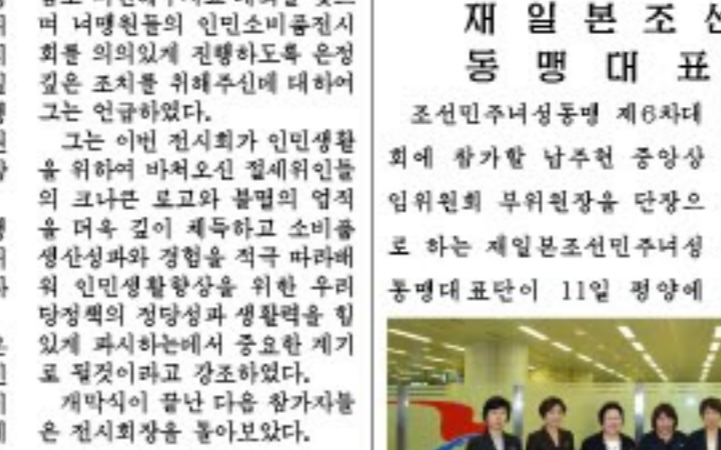 며 녀맹원들의 인민소비품전시
회를 의의있게 진행하도록 은정
깊은 조치를 취해주신데 대하여
그는 언급하였다.
그는 이번 전시회가 인민생활
을 위하여 바쳐오신 절세위인들
의 크나큰 로고와 불멸의 업적
을 더욱 깊이 체득하고 소비품
생산성과와 경험을 적극 따라배
워 인민생활향상을 위한 우리
당정책의 정당성과 생활력을 힘
있게 과시하는데서 중요한 계기
로 될것이라고 강조하였다.
개막식이 끝난 다음 참가자들
은 전시회장을 돌아보았다.
재일본조선
동맹대표
조선민주녀성동맹 제6차대
회에 참가할 남주현 중앙상
임위원회 부위원장을 단장으
로 하는 재일본조선민주녀성
동맹대표단이 11일 평양에